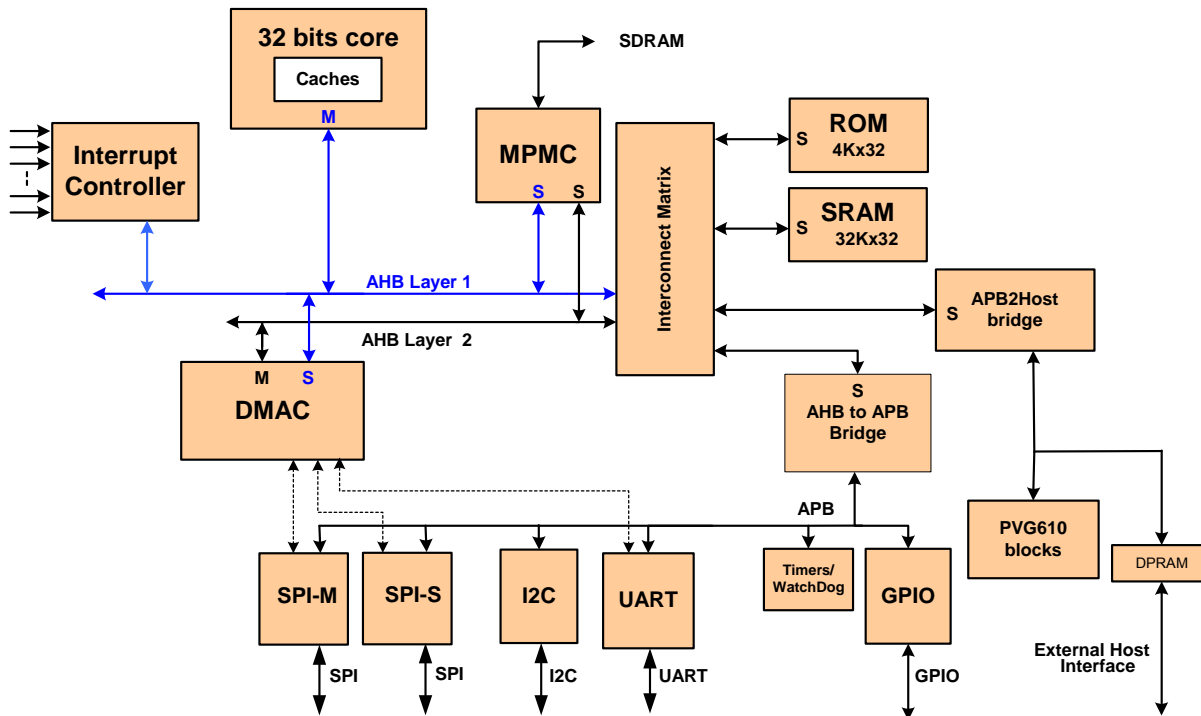 32 bits core
Caches
M
SDRAM
Interrupt
Controller
MPMC
S
S
Interconnect Matrix
S
ROM
4Kx32
S
SRAM
32Kx32
AHB Layer 1
AHB Layer 2
S
APB2Host
bridge
M
S
DMAC
S
AHB to APB
Bridge
APB
SPI-M
SPI-S
I2C
UART
Timers/
WatchDog
GPIO
PVG610
blocks
DPRAM
SPI
SPI
I2C
UART
GPIO
External Host
Interface